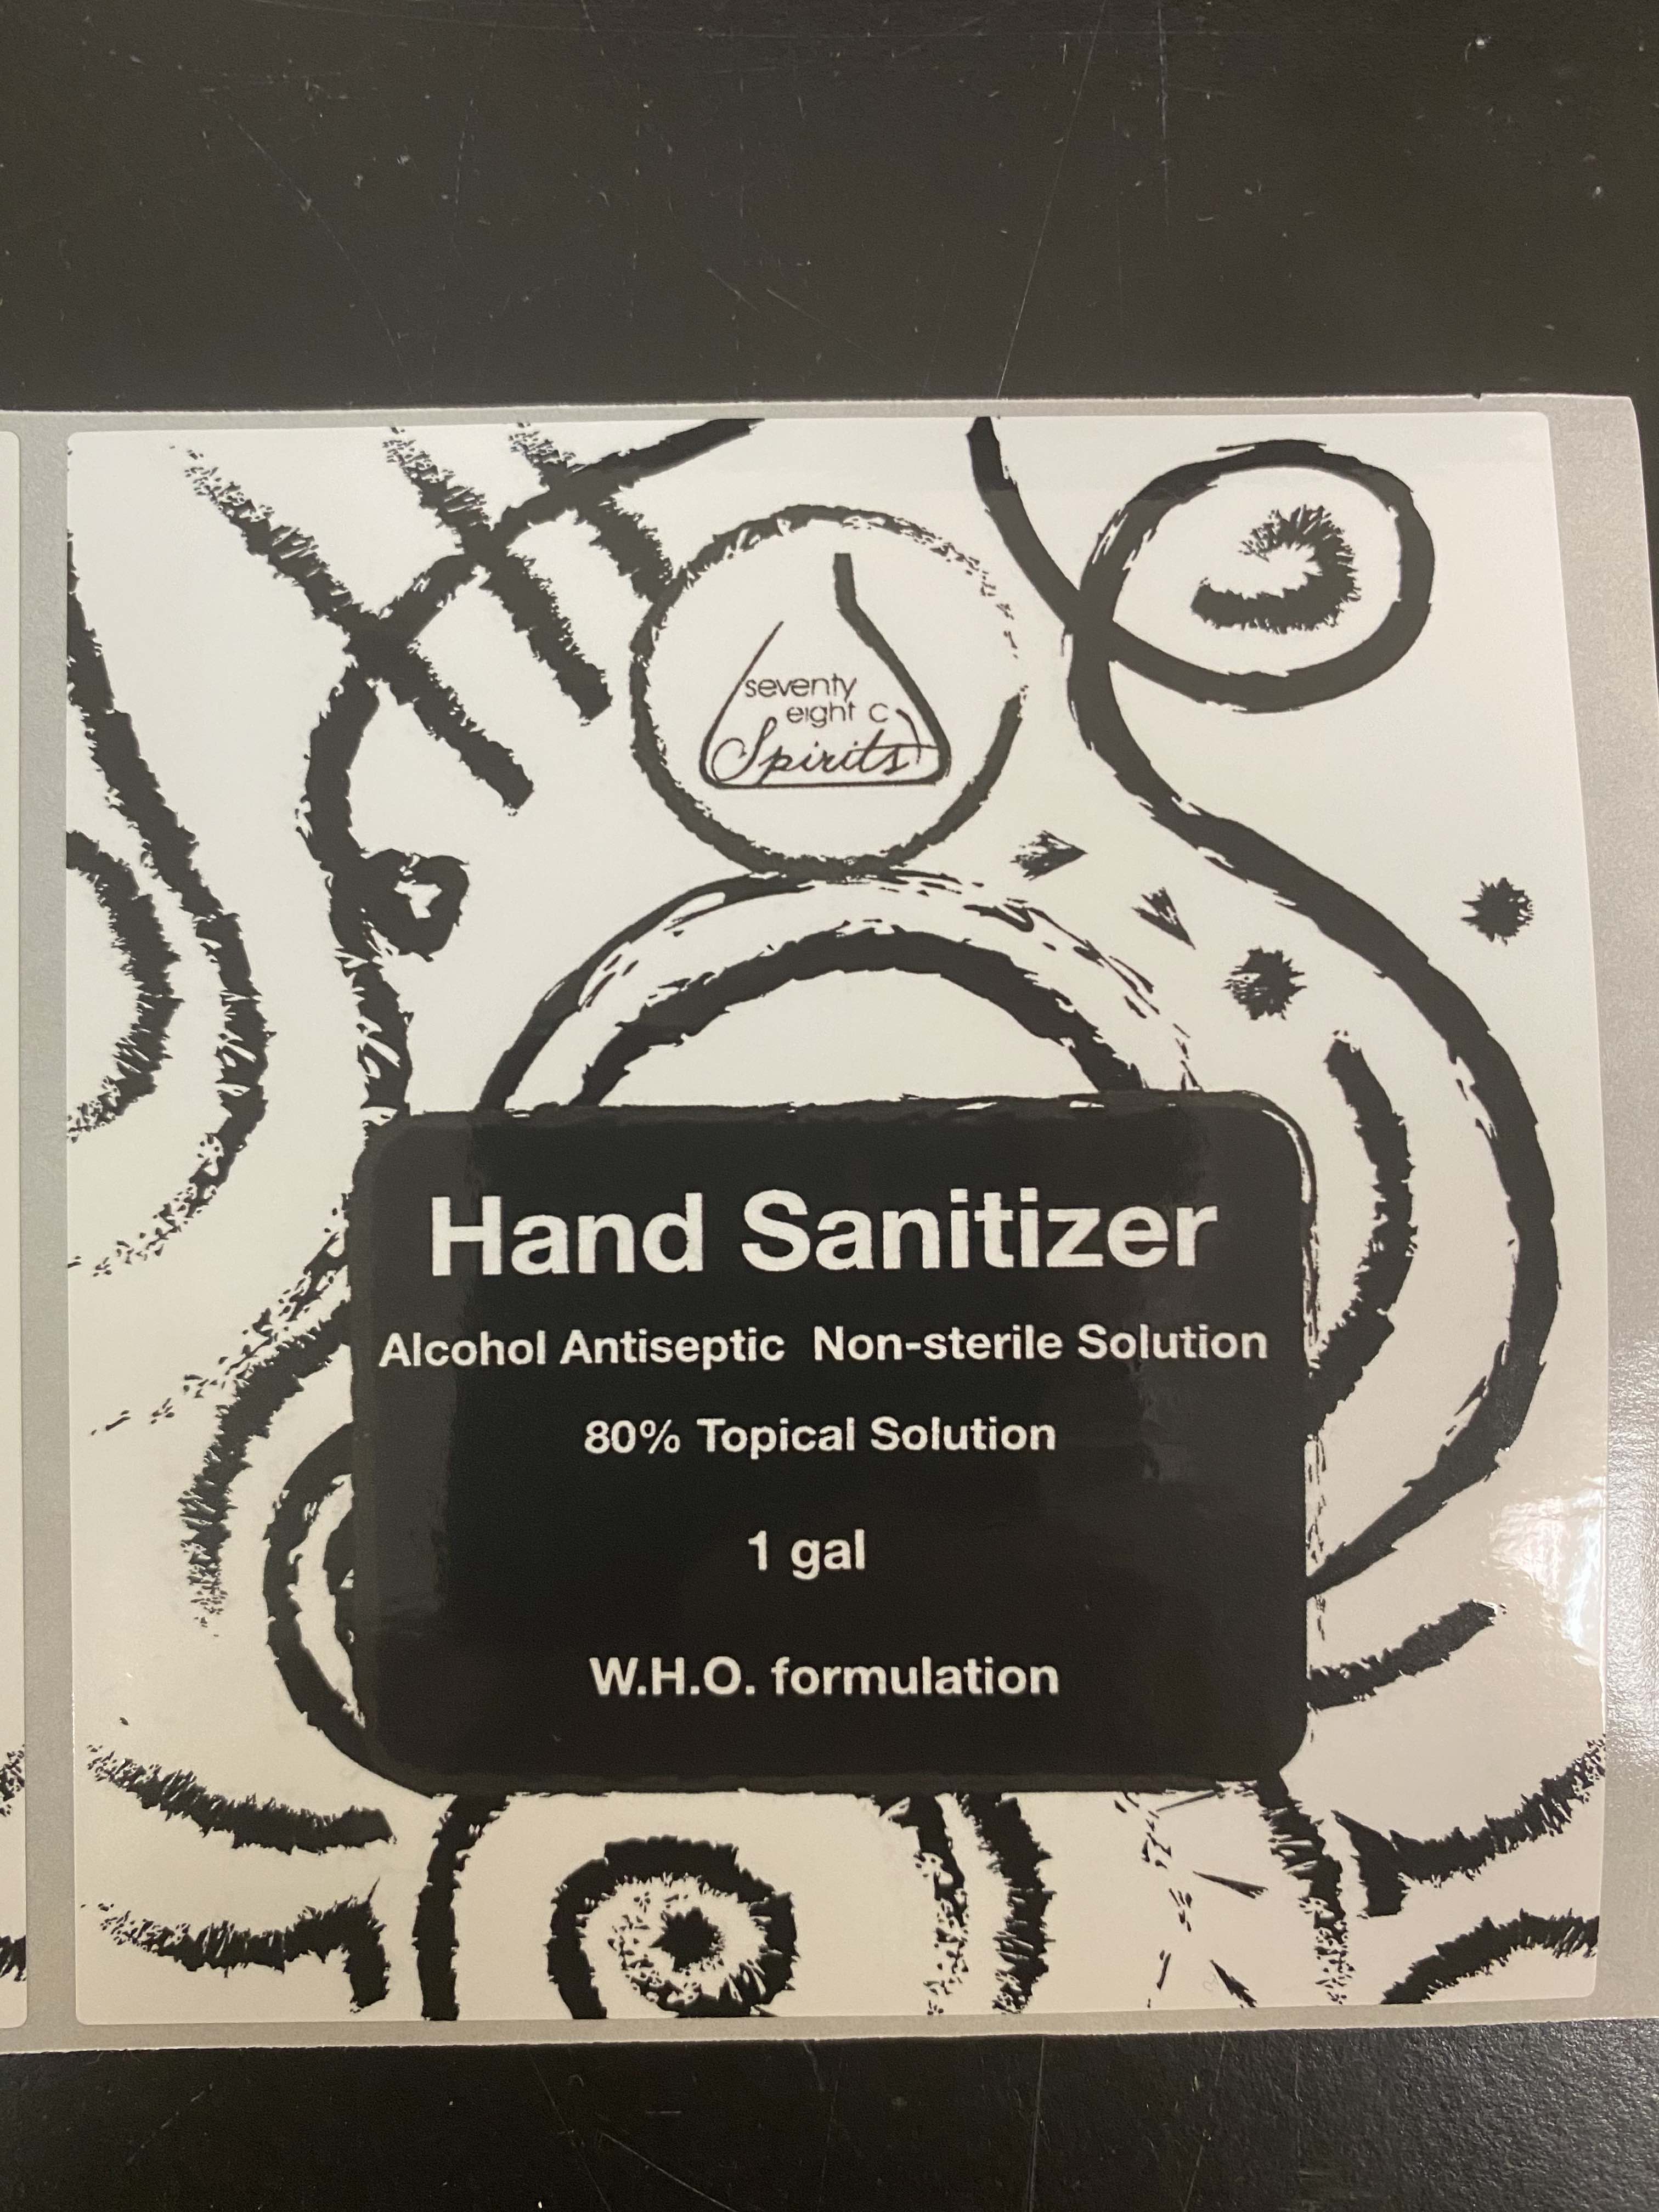 seventy
eight C
Spirits
Hand Sanitizer
Alcohol Antiseptic Non-sterile Solution
80% Topical Solution
1 gal
W.H.O. formulation